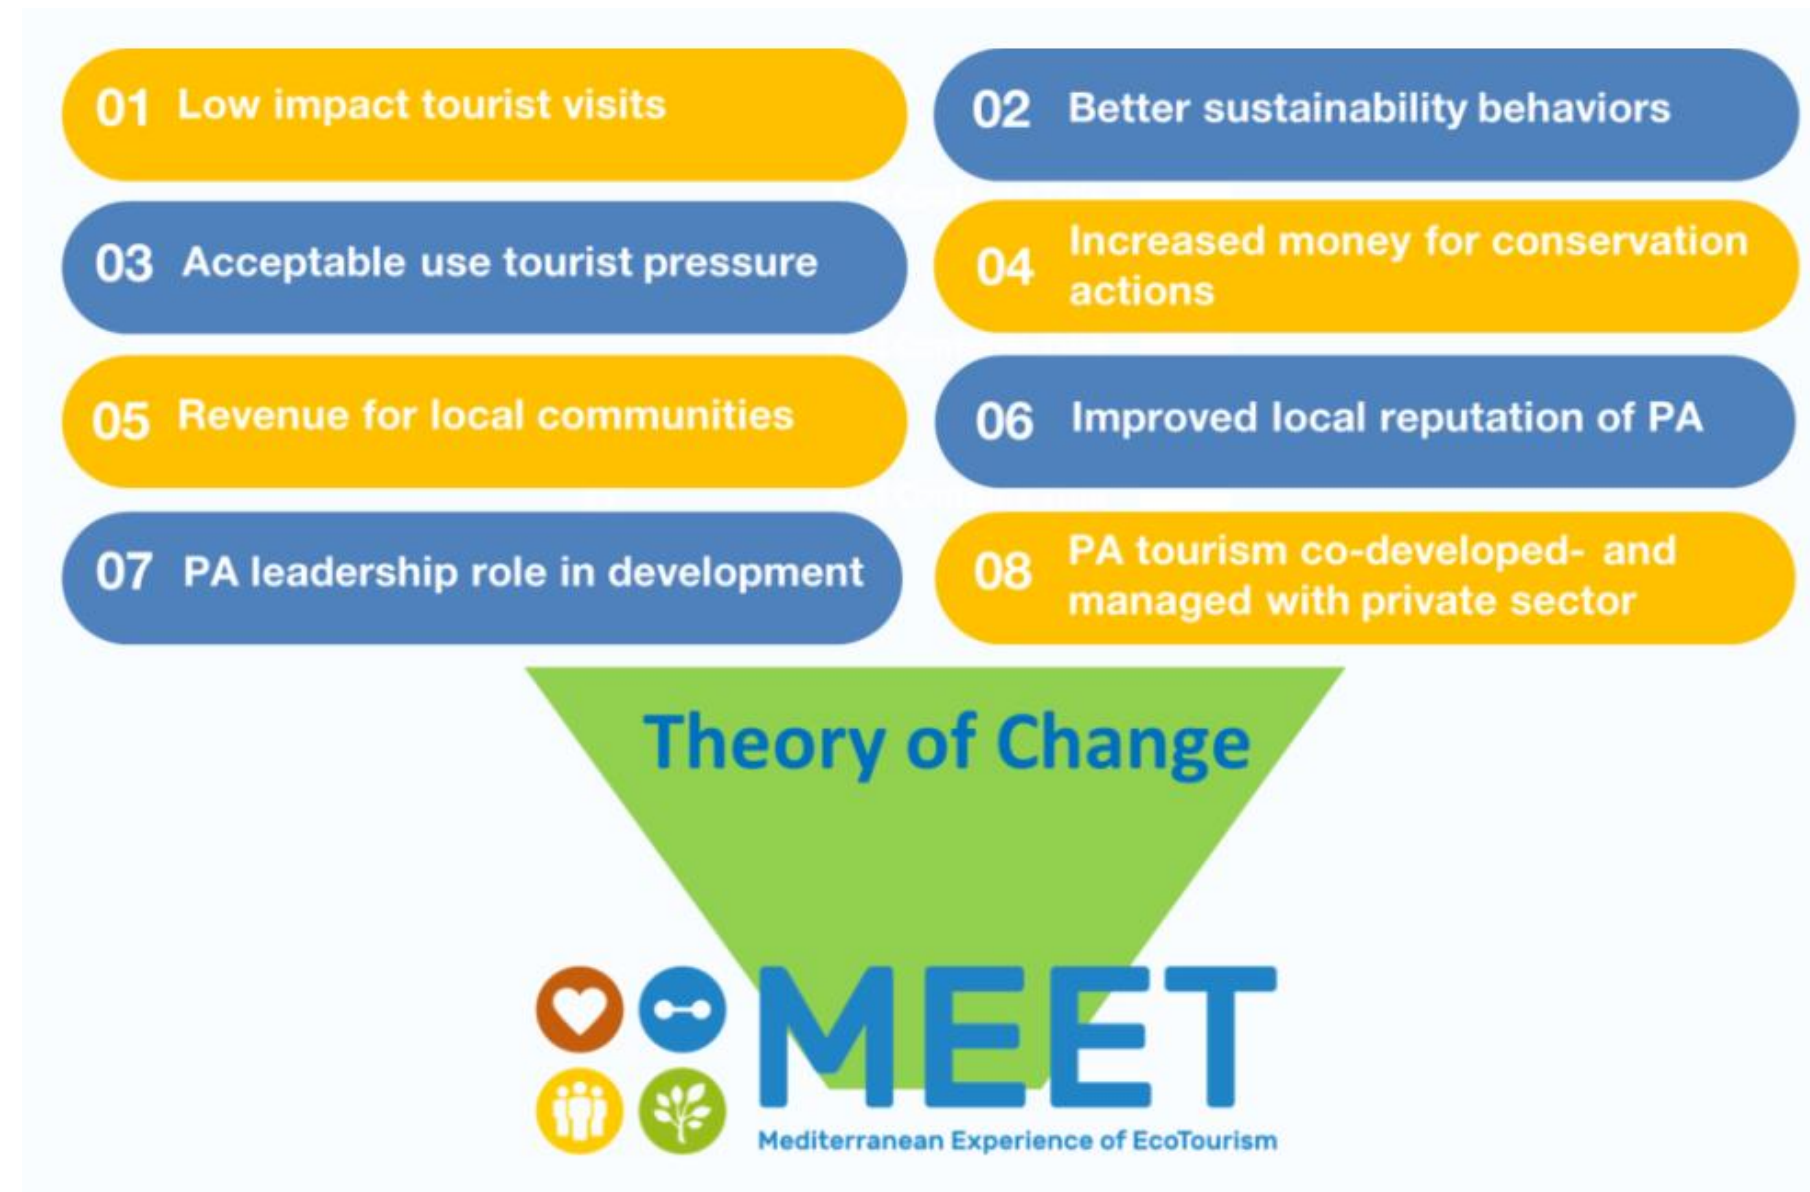 01 Low impact tourist visits
02 Better sustainability behaviors
03 Acceptable use tourist pressure
04 Increased money for conservation
actions
05 Revenue for local communities
06 Improved local reputation of PA
07 PA leadership role in development
08 PA tourism co-developed- and
managed with private sector
Theory of Change
MEET
Mediterranean Experience of EcoTourism